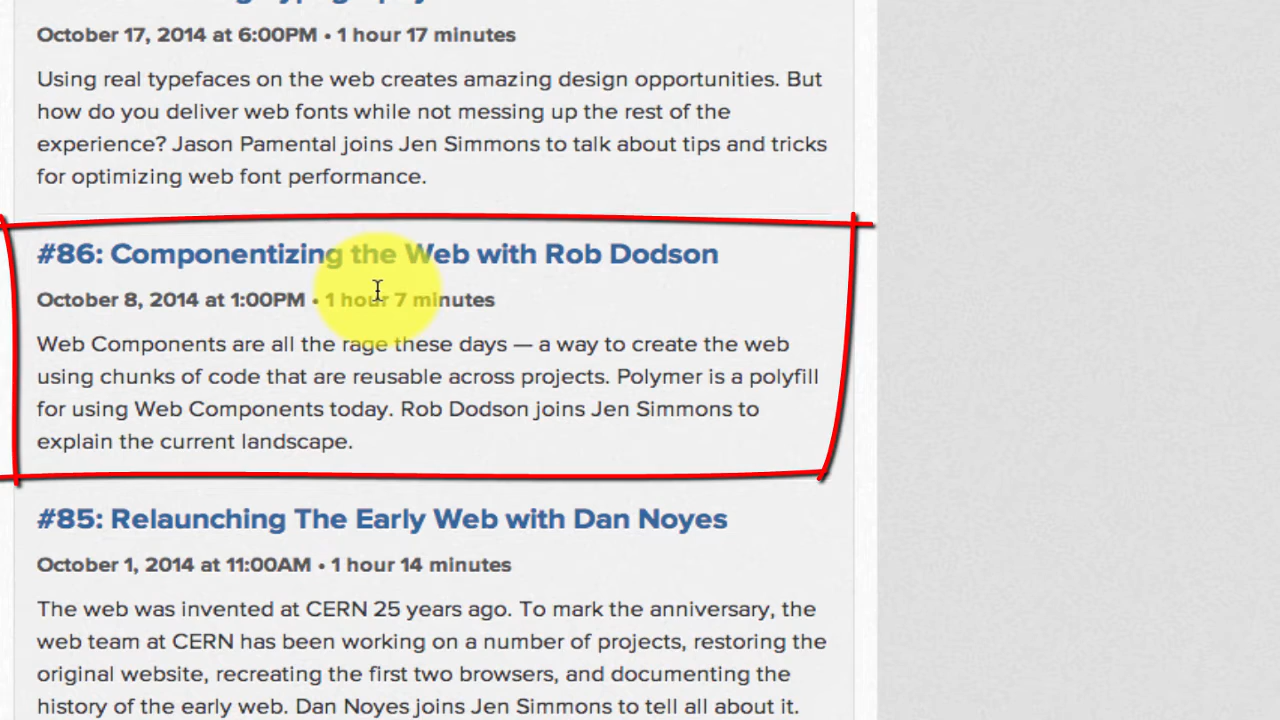 October 17, 2014 at 6:00PM • 1 hour 17 minutes
Using real typefaces on the web creates amazing design opportunities. But
how do you deliver web fonts while not messing up the rest of the
experience? Jason Pamental joins Jen Simmons to talk about tips and tricks
for optimizing web font performance.
#86: Componentizing the Web with Rob Dodson
October 8, 2014 at 1:00PM • 1 hour 7 minutes
Web Components are all the rage these days — a way to create the web
using chunks of code that are reusable across projects. Polymer is a polyfill
for using Web Components today. Rob Dodson joins Jen Simmons to
explain the current landscape.
#85: Relaunching The Early Web with Dan Noyes
October 1, 2014 at 11:00AM • 1 hour 14 minutes
The web was invented at CERN 25 years ago. To mark the anniversary, the
web team at CERN has been working on a number of projects, restoring the
original website, recreating the first two browsers, and documenting the
history of the early web. Dan Noyes joins Jen Simmons to tell all about it.